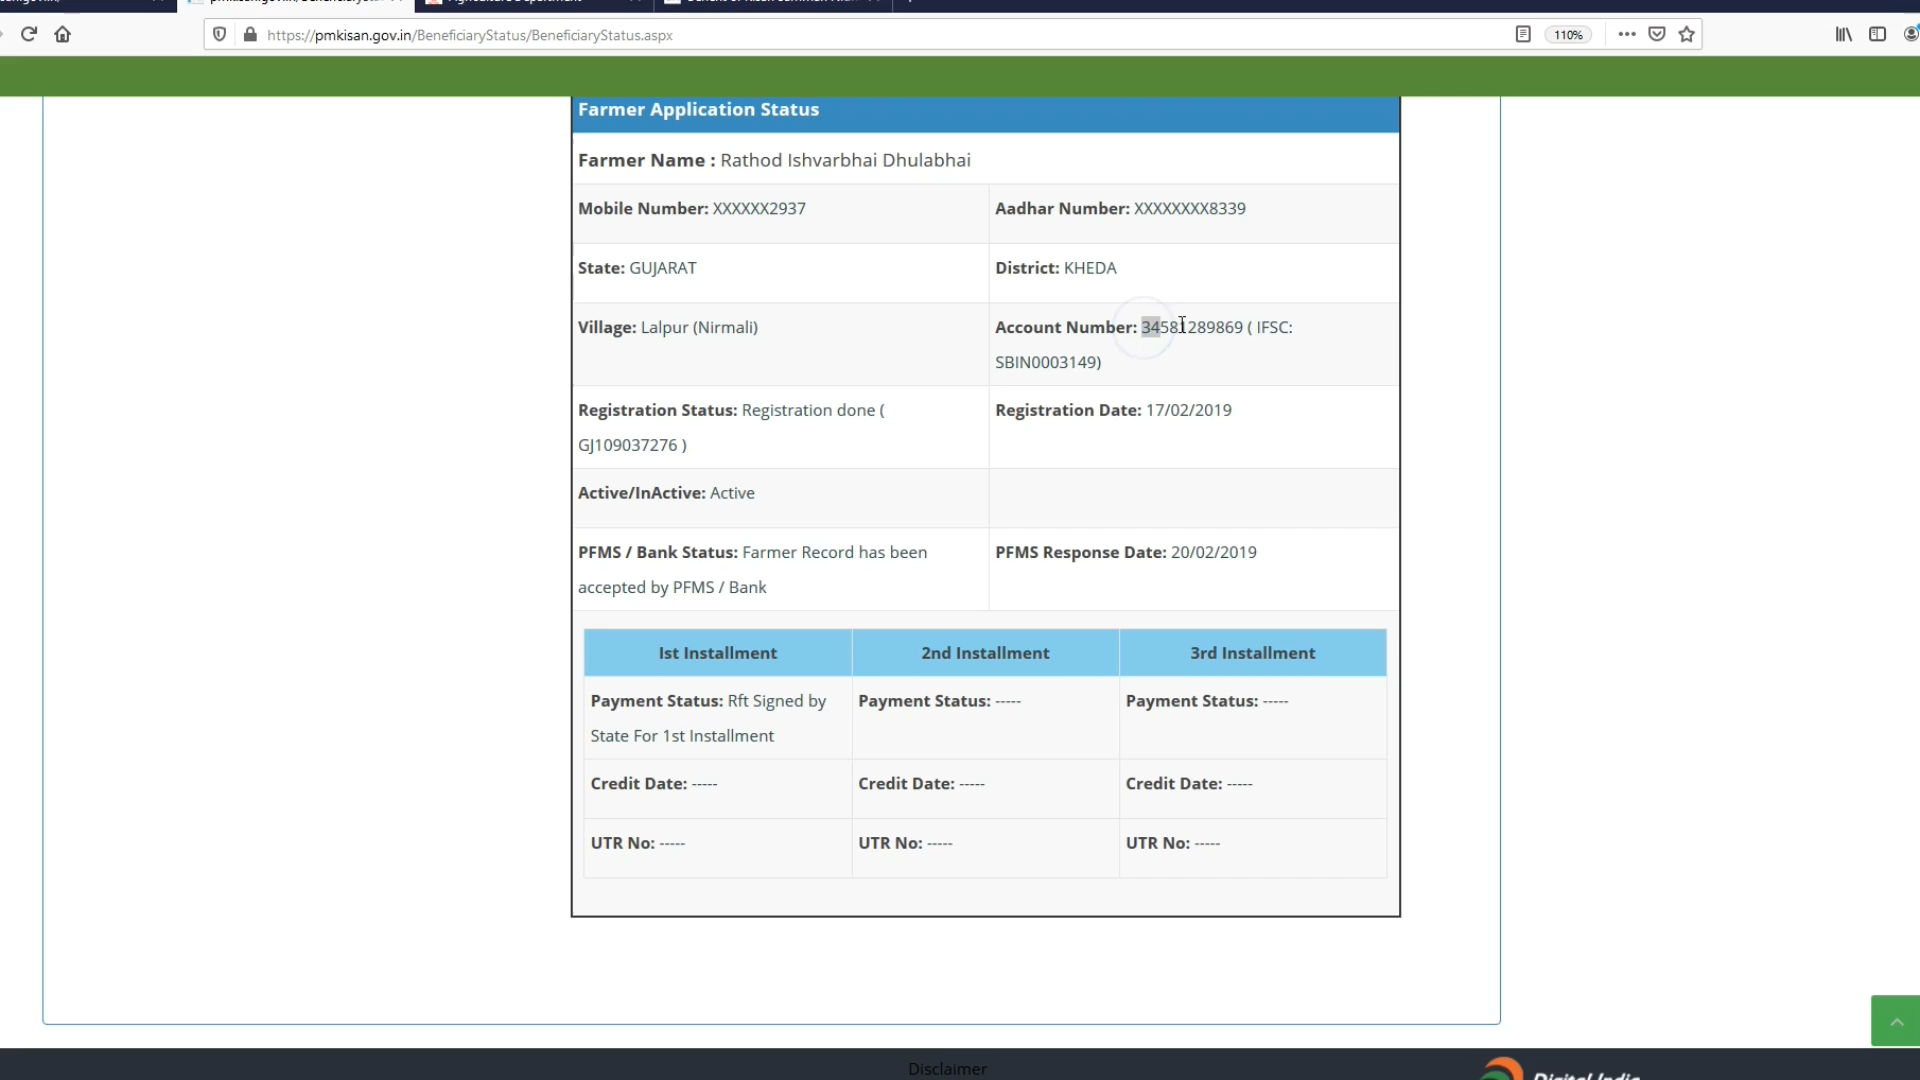 https://pmkisan.gov.in/BeneficiaryStatus/BeneficiaryStatus.aspx
110%
Farmer Application Status
Farmer Name : Rathod Ishvarbhai Dhulabhai
Mobile Number: XXXXXX2937
Aadhar Number: XXXXXXXX8339
State: GUJARAT
District: KHEDA
Village: Lalpur (Nirmali)
Account Number: 34581289869 ( IFSC:
SBIN0003149)
Registration Status: Registration done (
GJ109037276 )
Registration Date: 17/02/2019
Active/InActive: Active
PFMS / Bank Status: Farmer Record has been
accepted by PFMS / Bank
PFMS Response Date: 20/02/2019
Ist Installment
2nd Installment
3rd Installment
Payment Status: Rft Signed by
State For 1st Installment
Payment Status: -----
Payment Status: -----
Credit Date: -----
Credit Date: -----
Credit Date: -----
UTR No: -----
UTR No: -----
UTR No: -----
Disclaimer
Digital India